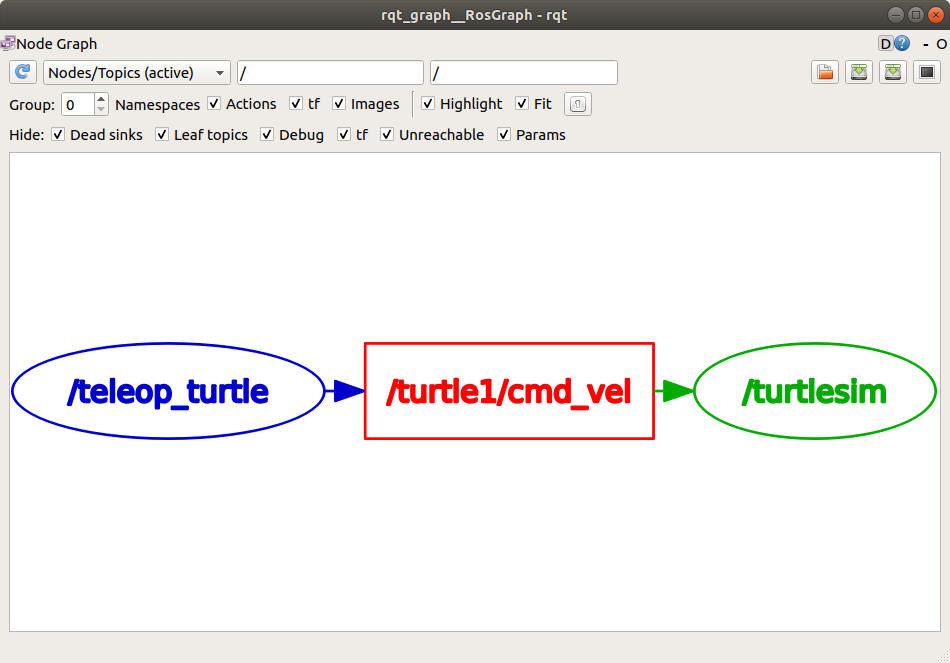 rqt_graph__RosGraph - rqt
Node Graph D ? - O
Nodes/Topics (active) / /
Group: 0 Namespaces Actions tf Images Highlight Fit
Hide: Dead sinks Leaf topics Debug tf Unreachable Params
/teleop_turtle /turtle1/cmd_vel /turtlesim